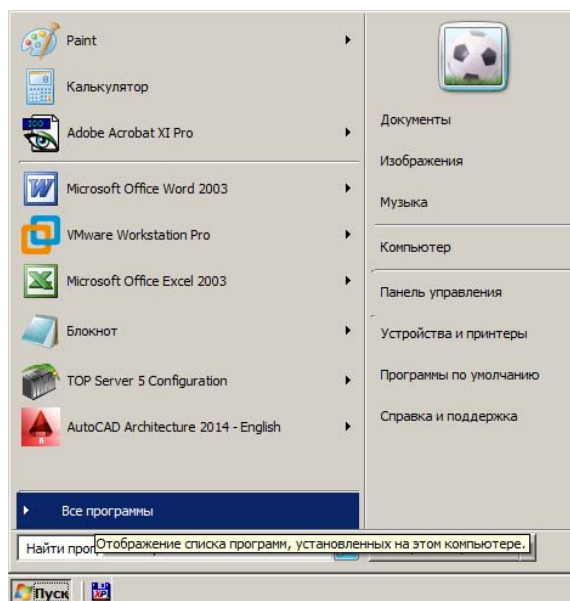 Paint
Калькулятор
Adobe Acrobat XI Pro
Microsoft Office Word 2003
VMware Workstation Pro
Microsoft Office Excel 2003
Блокнот
TOP Server 5 Configuration
AutoCAD Architecture 2014 - English
Все программы
Найти
Отображение списка программ, установленных на этом компьютере.
Документы
Изображения
Музыка
Компьютер
Панель управления
Устройства и принтеры
Программы по умолчанию
Справка и поддержка
Пуск